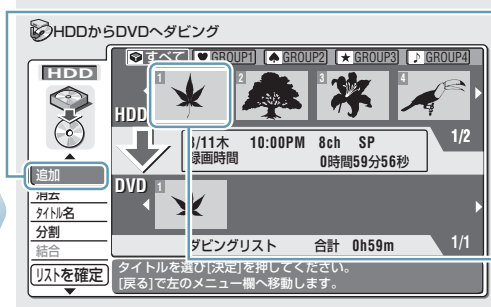 HDDからDVDへダビング
すべて GROUP1 GROUP2 GROUP3 GROUP4
HDD
1 2 3 4
HDD
1/2
8/11木 10:00PM 8ch SP
録画時間 0時間59分56秒
追加
消去
タイトル名
分割
結合
リストを確定
DVD 1
ダビングリスト 合計 0h59m 1/1
タイトルを選び[決定]を押してください。
[戻る]で左のメニュー欄へ移動します。